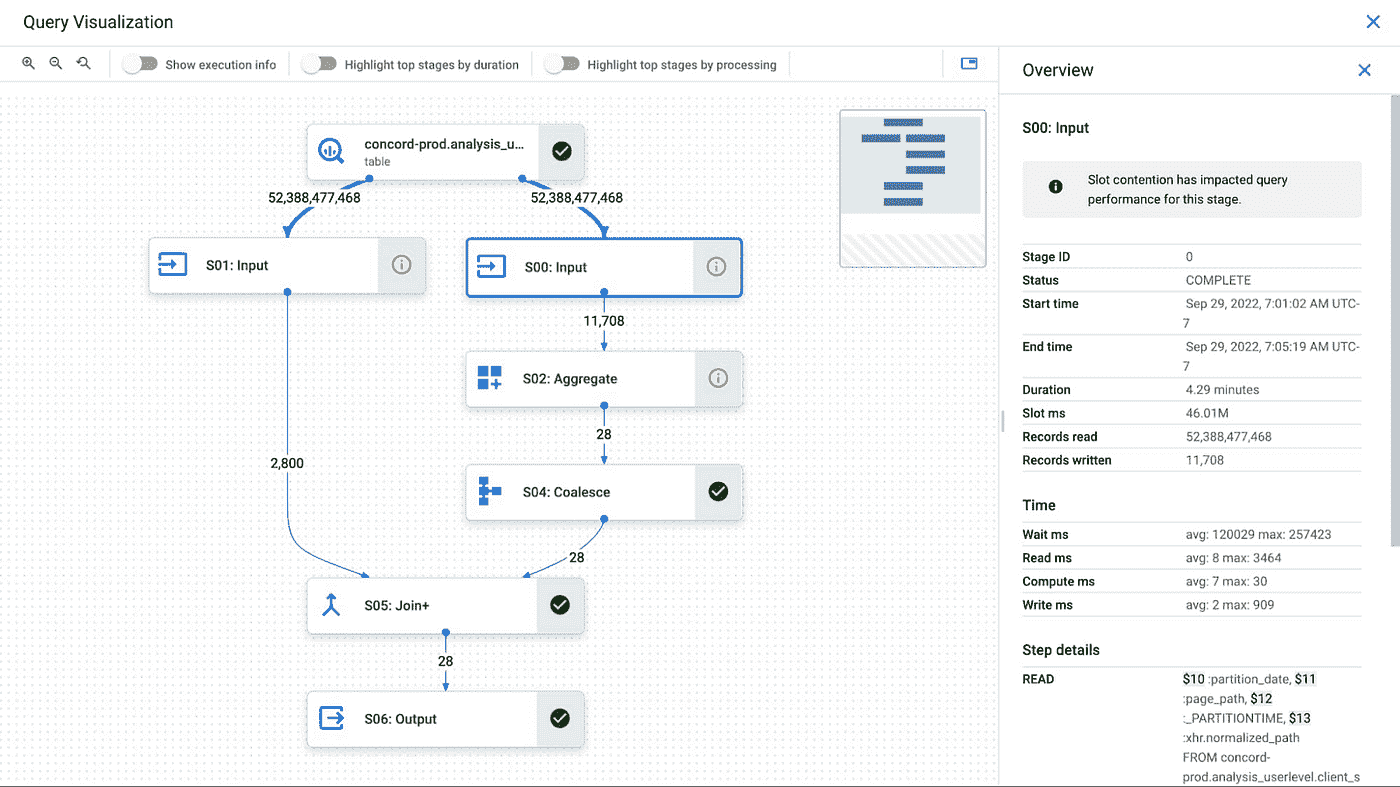 Query Visualization
Show execution info
Highlight top stages by duration
Highlight top stages by processing
concord-prod.analysis_u...
table
52,388,477,468
52,388,477,468
S01: Input
S00: Input
11,708
S02: Aggregate
28
2,800
S04: Coalesce
28
S05: Join+
28
S06: Output
Overview
S00: Input
Slot contention has impacted query
performance for this stage.
Stage ID 0
Status COMPLETE
Start time Sep 29, 2022, 7:01:02 AM UTC-
7
End time Sep 29, 2022, 7:05:19 AM UTC-
7
Duration 4.29 minutes
Slot ms 46.01M
Records read 52,388,477,468
Records written 11,708
Time
Wait ms avg: 120029 max: 257423
Read ms avg: 8 max: 3464
Compute ms avg: 7 max: 30
Write ms avg: 2 max: 909
Step details
READ $10 :partition_date, $11
:page_path, $12
:_PARTITIONTIME, $13
:xhr.normalized_path
FROM concord-
prod.analysis_userlevel.client_s